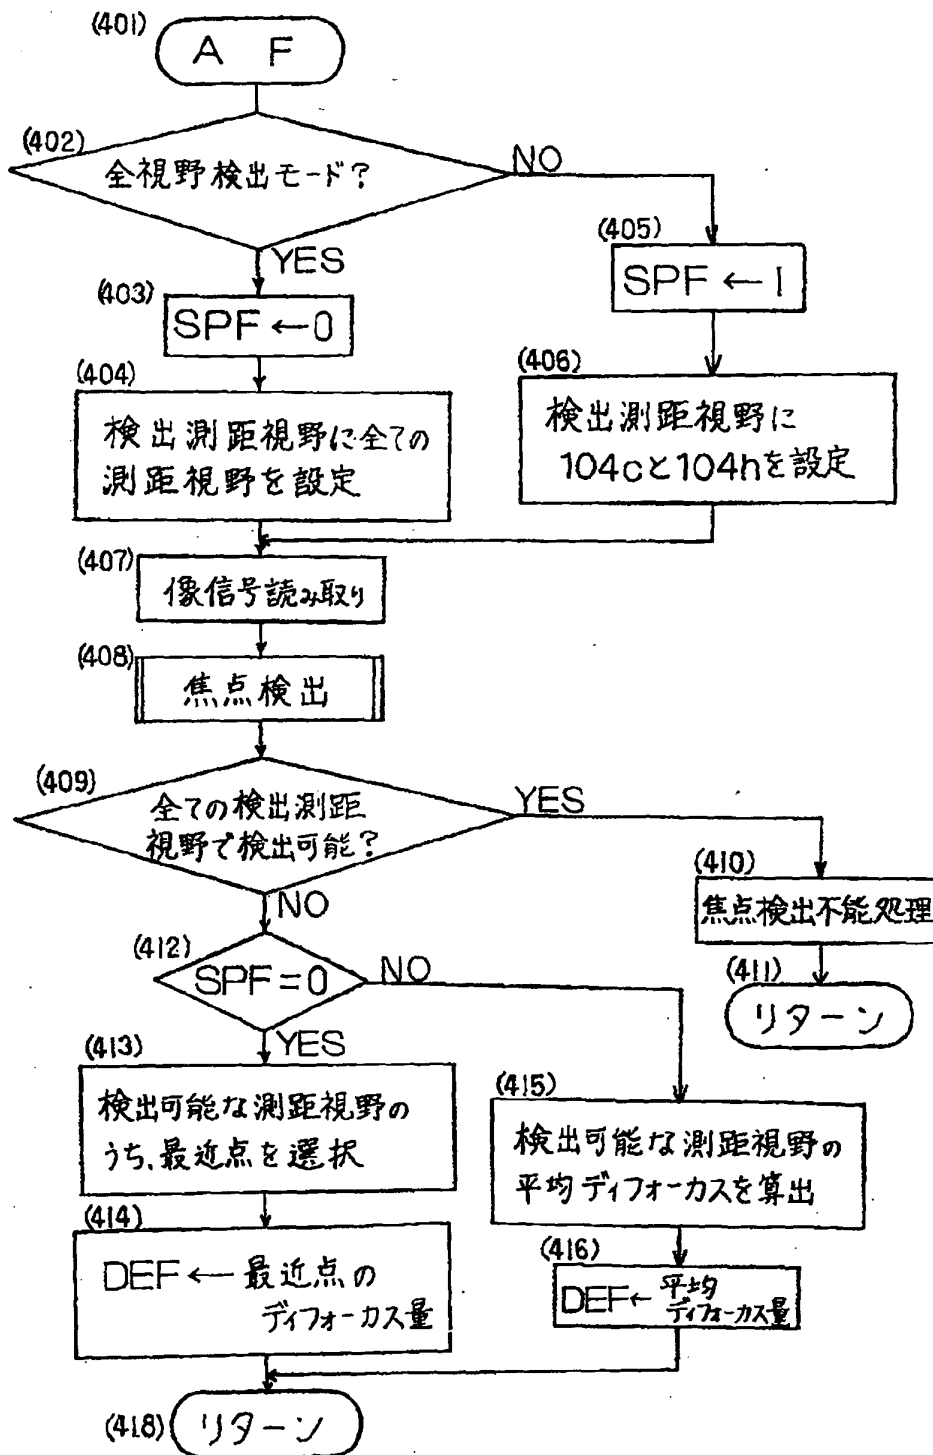 (401)
A F
(402)
全視野検出モード?
NO
YES
(403)
SPF ← 0
(405)
SPF ← 1
(404)
検出測距視野に全ての
測距視野を設定
(406)
検出測距視野に
104cと104hを設定
(407)
像信号読み取り
(408)
焦点検出
(409)
全ての検出測距
視野で検出可能?
YES
NO
(410)
焦点検出不能処理
(411)
リターン
(412)
SPF=0
NO
YES
(413)
検出可能な測距視野の
うち、最近点を選択
(414)
DEF ← 最近点の
ディフォーカス量
(415)
検出可能な測距視野の
平均ディフォーカスを算出
(416)
DEF← 平均
ディフォーカス量
(418)
リターン